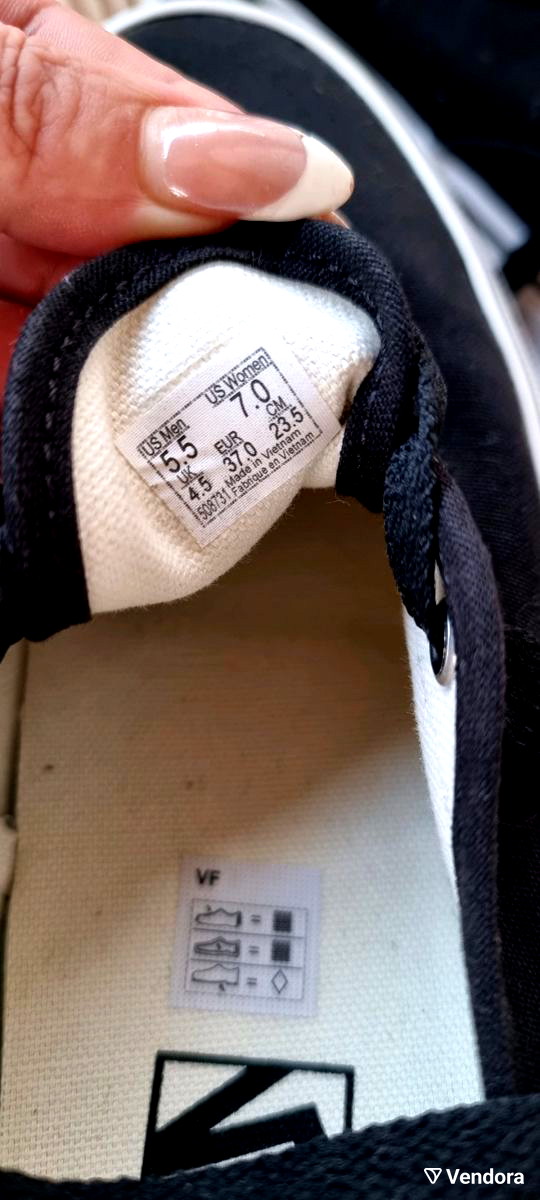 US Men US Women
5.5 7.0
UK EUR CM
4.5 37.0 23.5
508731 Made in Vietnam
Fabriqué en Vietnam
VF
=
=
=
Vendora